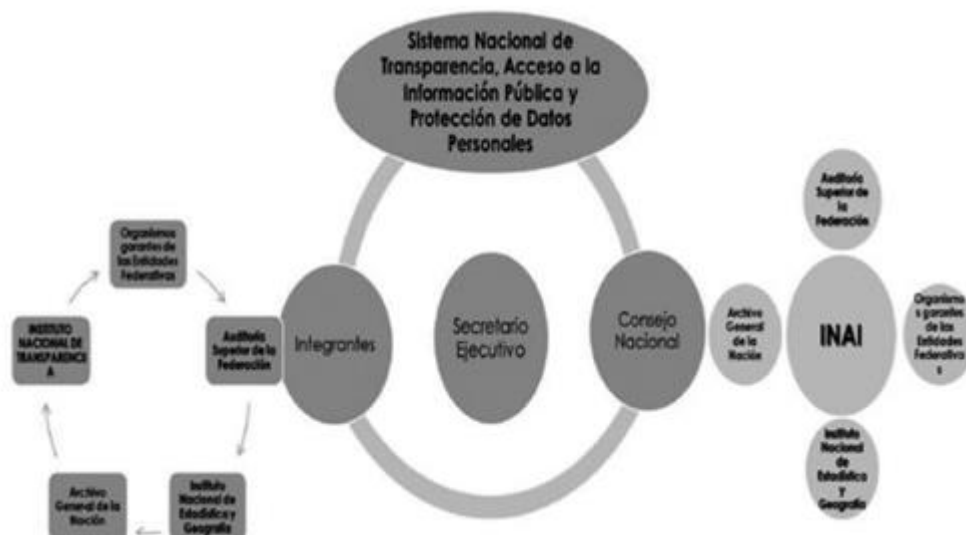 Sistema Nacional de
Transparencia, Acceso a la
Información Pública y
Protección de Datos
Personales
Organismos
garantes de
las Entidades
Federativas
INSTITUTO
NACIONAL DE
TRANSPARENCI
A
Auditoría
Superior de la
Federación
Archivo
General de la
Nación
Instituto
Nacional de
Estadística y
Geografía
Integrantes
Secretario
Ejecutivo
Consejo
Nacional
Auditoría
Superior de
la
Federación
Archivo
General
de la
Nación
INAI
Organismo
s garantes
de las
Entidades
Federativa
s
Instituto
Nacional
de
Estadística
y
Geografía